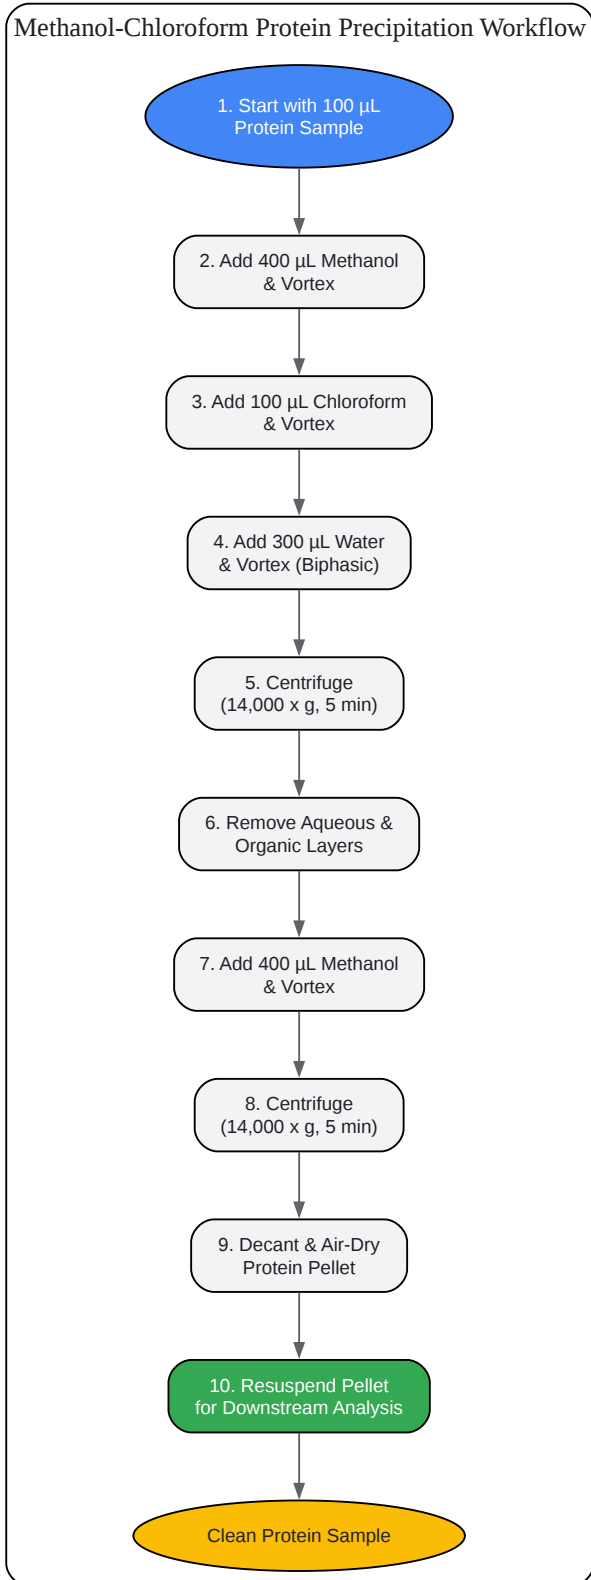 Methanol-Chloroform Protein Precipitation Workflow
1. Start with 100 µL
Protein Sample
2. Add 400 µL Methanol
& Vortex
3. Add 100 µL Chloroform
& Vortex
4. Add 300 µL Water
& Vortex (Biphasic)
5. Centrifuge
(14,000 x g, 5 min)
6. Remove Aqueous &
Organic Layers
7. Add 400 µL Methanol
& Vortex
8. Centrifuge
(14,000 x g, 5 min)
9. Decant & Air-Dry
Protein Pellet
10. Resuspend Pellet
for Downstream Analysis
Clean Protein Sample